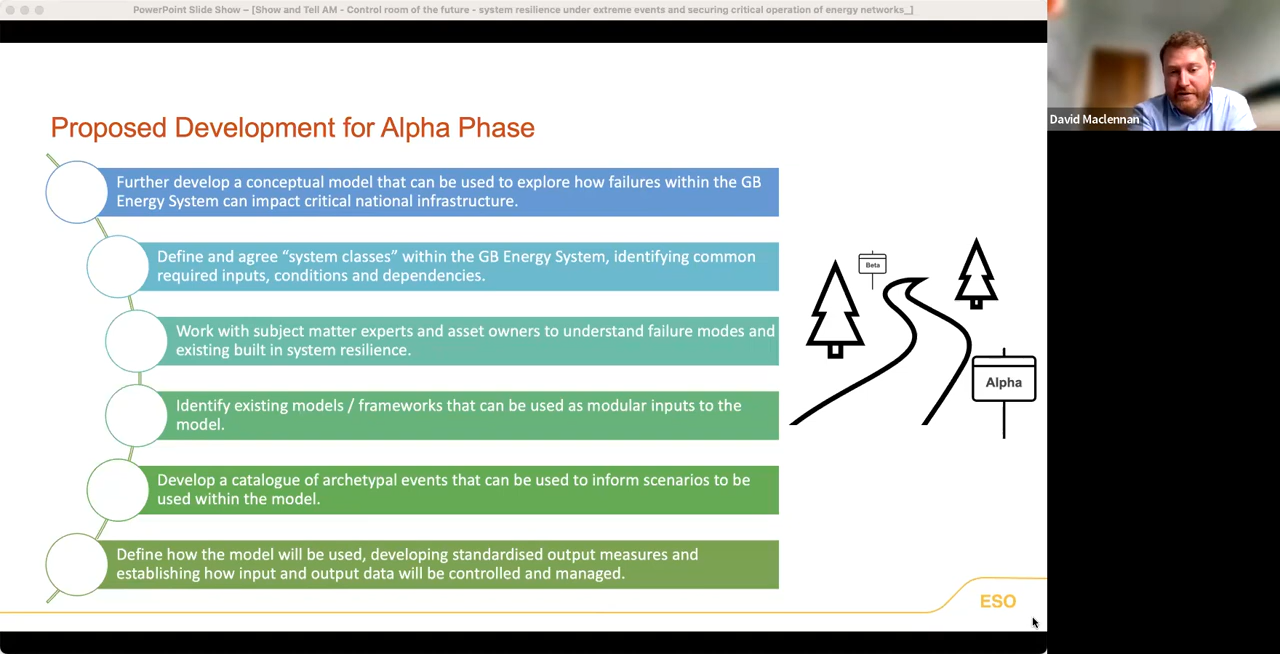 PowerPoint Slide Show – [Show and Tell AM - Control room of the future - system resilience under extreme events and securing critical operation of energy networks_]
David Maclennan
Proposed Development for Alpha Phase
Further develop a conceptual model that can be used to explore how failures within the GB
Energy System can impact critical national infrastructure.
Define and agree “system classes” within the GB Energy System, identifying common
required inputs, conditions and dependencies.
Work with subject matter experts and asset owners to understand failure modes and
existing built in system resilience.
Identify existing models / frameworks that can be used as modular inputs to the
model.
Develop a catalogue of archetypal events that can be used to inform scenarios to be
used within the model.
Define how the model will be used, developing standardised output measures and
establishing how input and output data will be controlled and managed.
Beta
Alpha
ESO